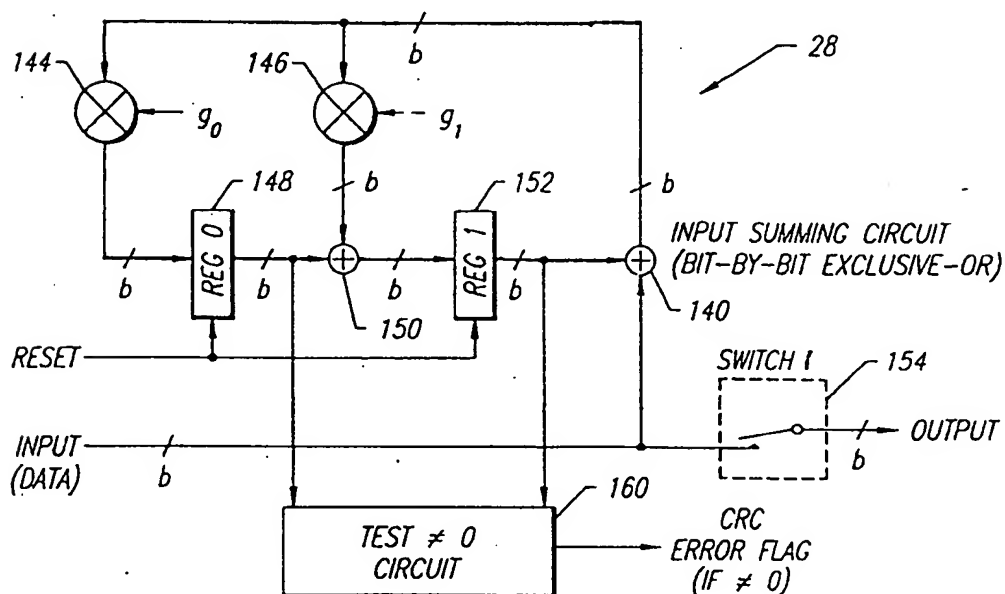 b
28
144
146
g0
g1
148
b
152
b
REG 0
REG 1
INPUT SUMMING CIRCUIT
(BIT-BY-BIT EXCLUSIVE-OR)
b
b
b
b
150
140
RESET
SWITCH 1
154
INPUT
(DATA)
b
OUTPUT
b
160
TEST ≠ 0
CIRCUIT
CRC
ERROR FLAG
(IF ≠ 0)